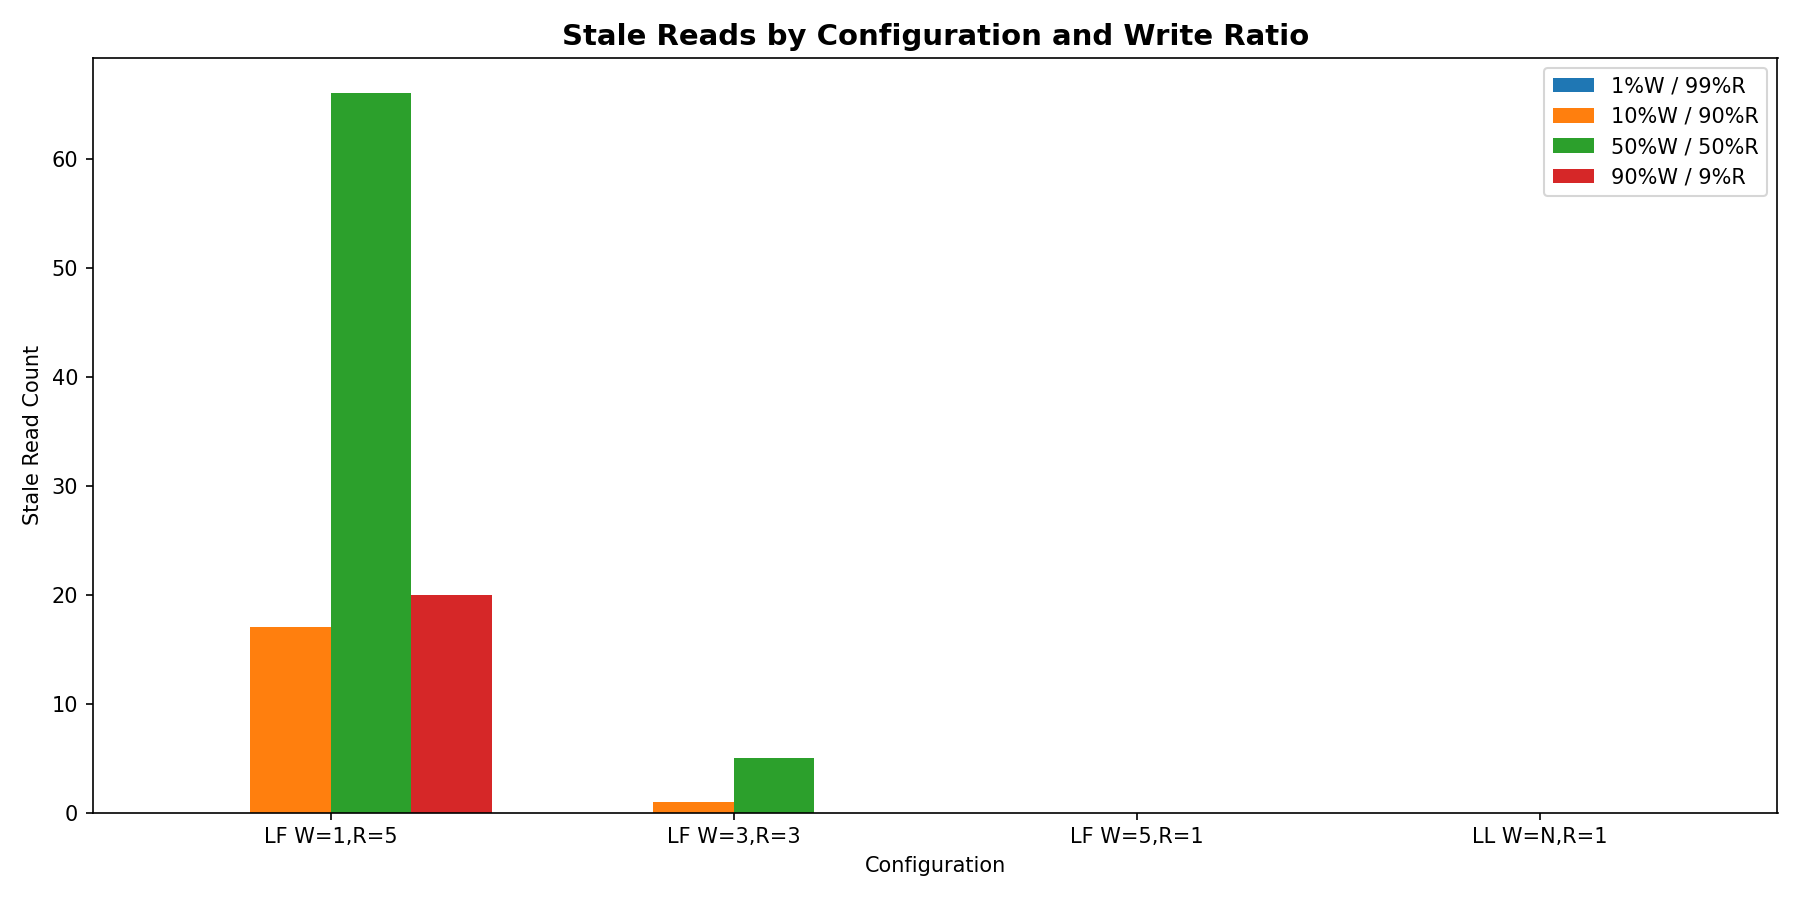 Stale Reads by Configuration and Write Ratio
1%W / 99%R
10%W / 90%R
50%W / 50%R
90%W / 9%R
Stale Read Count
60
50
40
30
20
10
0
LF W=1,R=5
LF W=3,R=3
LF W=5,R=1
LL W=N,R=1
Configuration